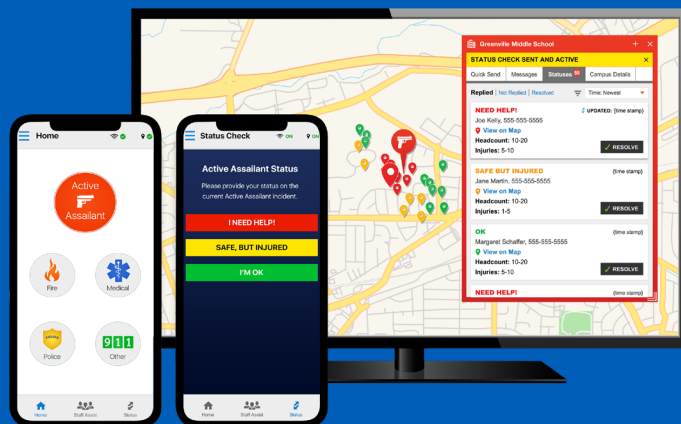 Home
Active
Assailant
Fire
Medical
POLICE
Police
911
Other
Home
Staff Assist
Status
Status Check
ON
ON
Active Assailant Status
Please provide your status on the
current Active Assailant incident.
I NEED HELP!
SAFE, BUT INJURED
I'M OK
Home
Staff Assist
Status
Greenville Middle School
STATUS CHECK SENT AND ACTIVE
Quick Send
Messages
Statuses
Campus Details
Replied | Not Replied | Resolved
Time: Newest
NEED HELP!
UPDATED: {time stamp}
Joe Kelly, 555-555-5555
View on Map
Headcount: 10-20
Injuries: 5-10
RESOLVE
SAFE BUT INJURED
{time stamp}
Jane Martin, 555-555-5555
View on Map
Headcount: 10-20
Injuries: 1-5
RESOLVE
OK
{time stamp}
Margaret Schaffer, 555-555-5555
View on Map
Headcount: 10-20
Injuries: 5-10
RESOLVE
NEED HELP!
{time stamp}